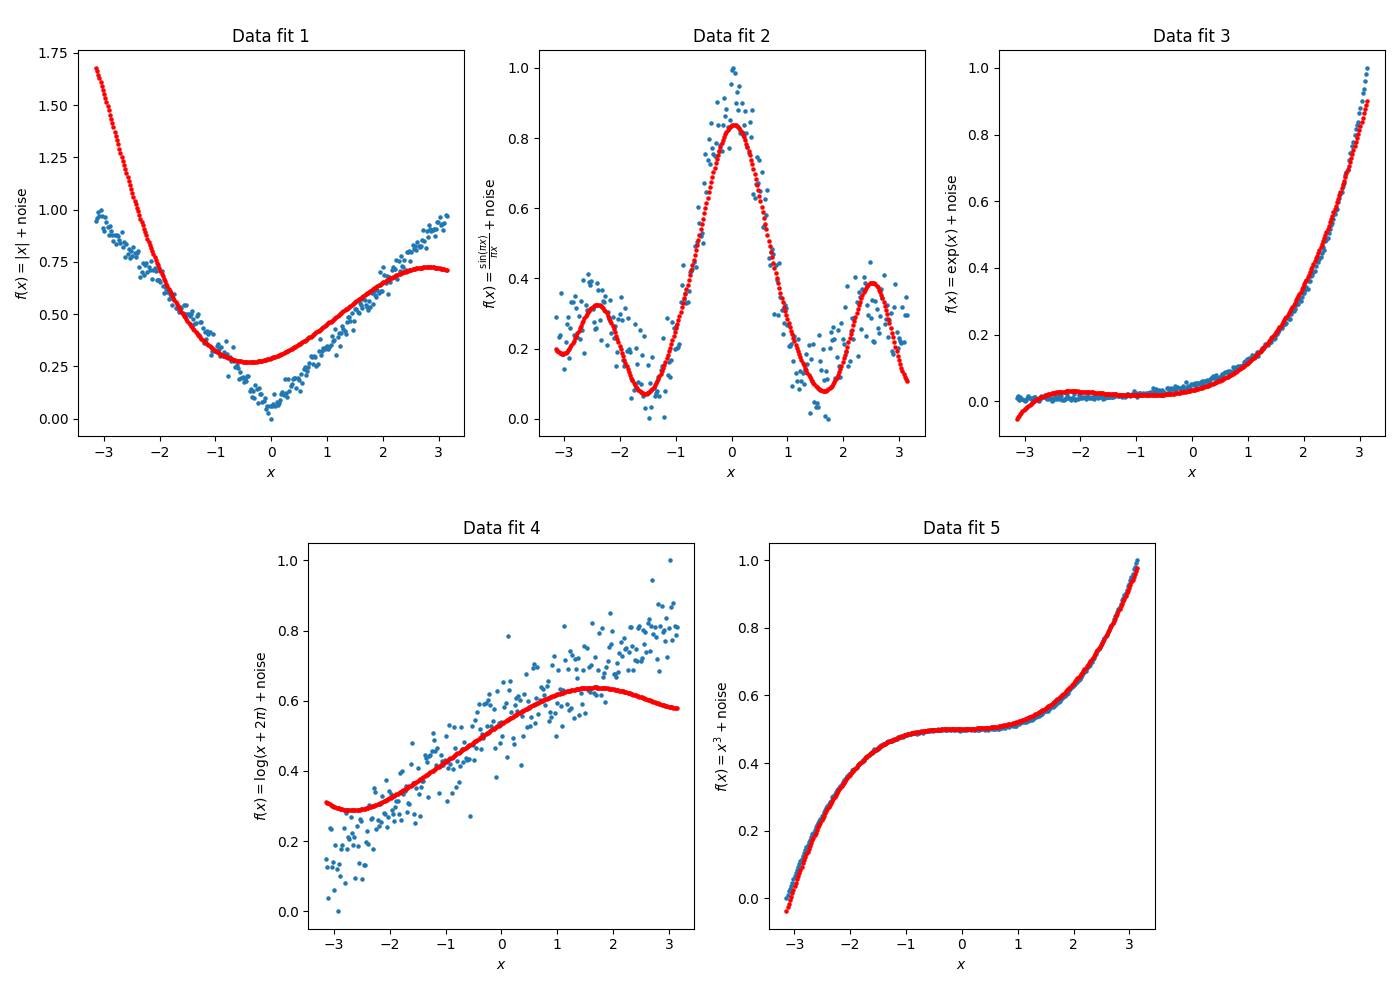 Data fit 1
Data fit 2
Data fit 3
1.75
1.50
1.25
1.00
0.75
0.50
0.25
0.00
f(x) = |x| + noise
−3 −2 −1 0 1 2 3
x
1.0
0.8
0.6
0.4
0.2
0.0
f(x) = sin(πx)/πx + noise
−3 −2 −1 0 1 2 3
x
1.0
0.8
0.6
0.4
0.2
0.0
f(x) = exp(x) + noise
−3 −2 −1 0 1 2 3
x
Data fit 4
Data fit 5
1.0
0.8
0.6
0.4
0.2
0.0
f(x) = log(x + 2π) + noise
−3 −2 −1 0 1 2 3
x
1.0
0.8
0.6
0.4
0.2
0.0
f(x) = x³ + noise
−3 −2 −1 0 1 2 3
x